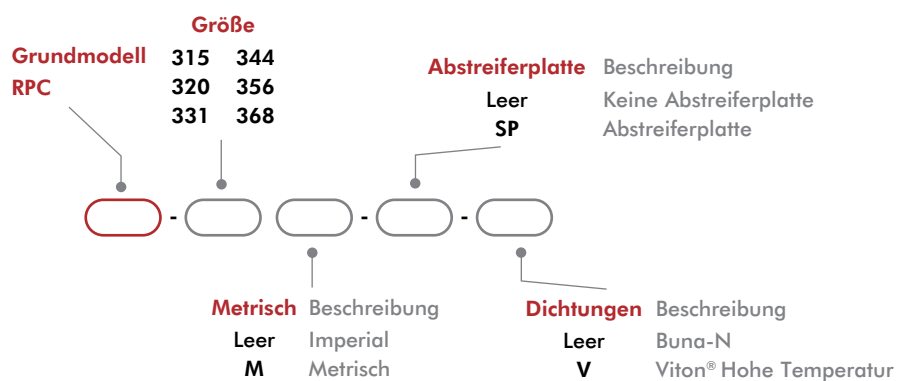 Größe
Grundmodell 315 344
RPC 320 356
331 368
Abstreiferplatte Beschreibung
Leer Keine Abstreiferplatte
SP Abstreiferplatte
- - -
Metrisch Beschreibung
Leer Imperial
M Metrisch
Dichtungen Beschreibung
Leer Buna-N
V Viton® Hohe Temperatur